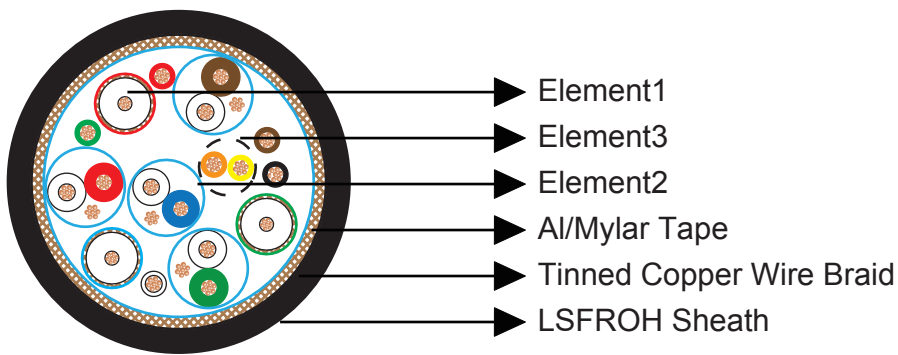 Element1
Element3
Element2
Al/Mylar Tape
Tinned Copper Wire Braid
LSFROH Sheath